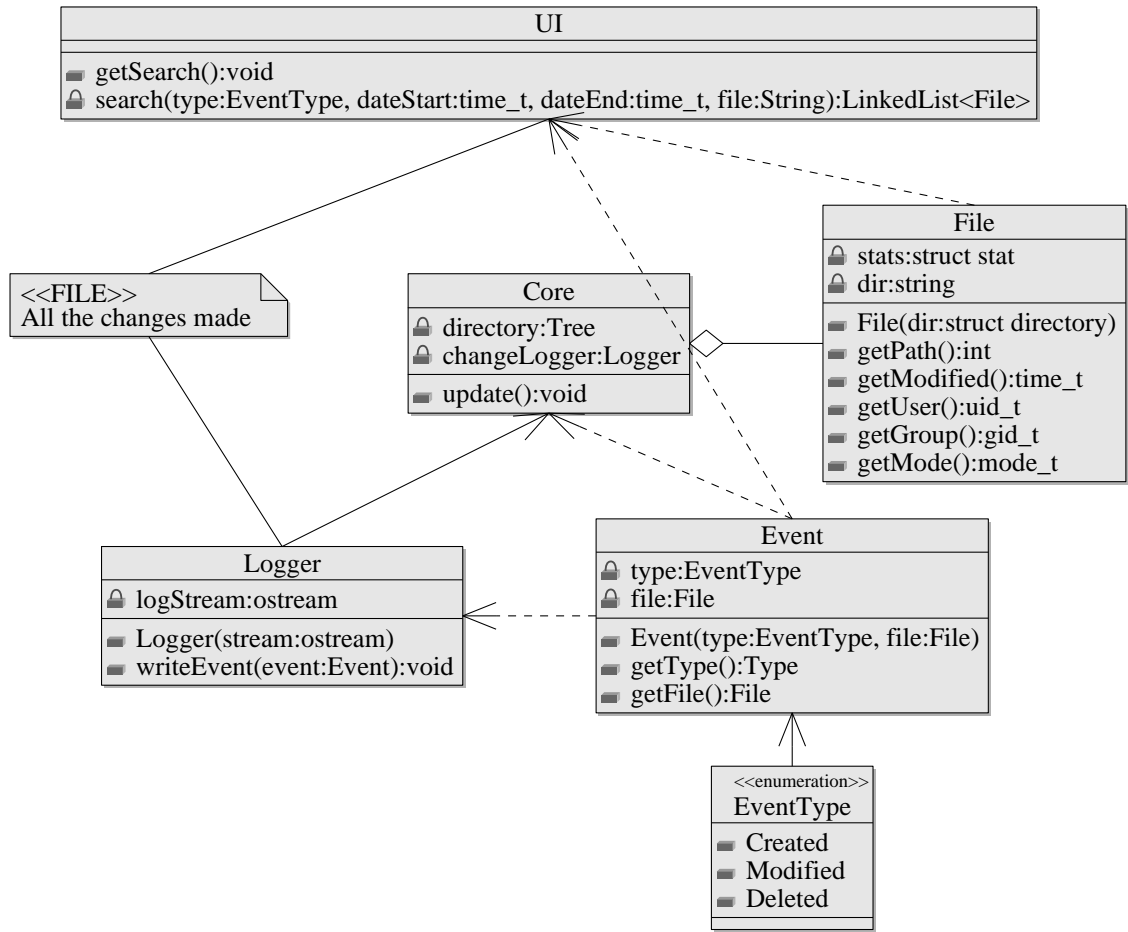 UI
getSearch():void
search(type:EventType, dateStart:time_t, dateEnd:time_t, file:String):LinkedList<File>
File
stats:struct stat
dir:string
File(dir:struct directory)
getPath():int
getModified():time_t
getUser():uid_t
getGroup():gid_t
getMode():mode_t
<<FILE>>
All the changes made
Core
directory:Tree
changeLogger:Logger
update():void
Logger
logStream:ostream
Logger(stream:ostream)
writeEvent(event:Event):void
Event
type:EventType
file:File
Event(type:EventType, file:File)
getType():Type
getFile():File
<<enumeration>>
EventType
Created
Modified
Deleted